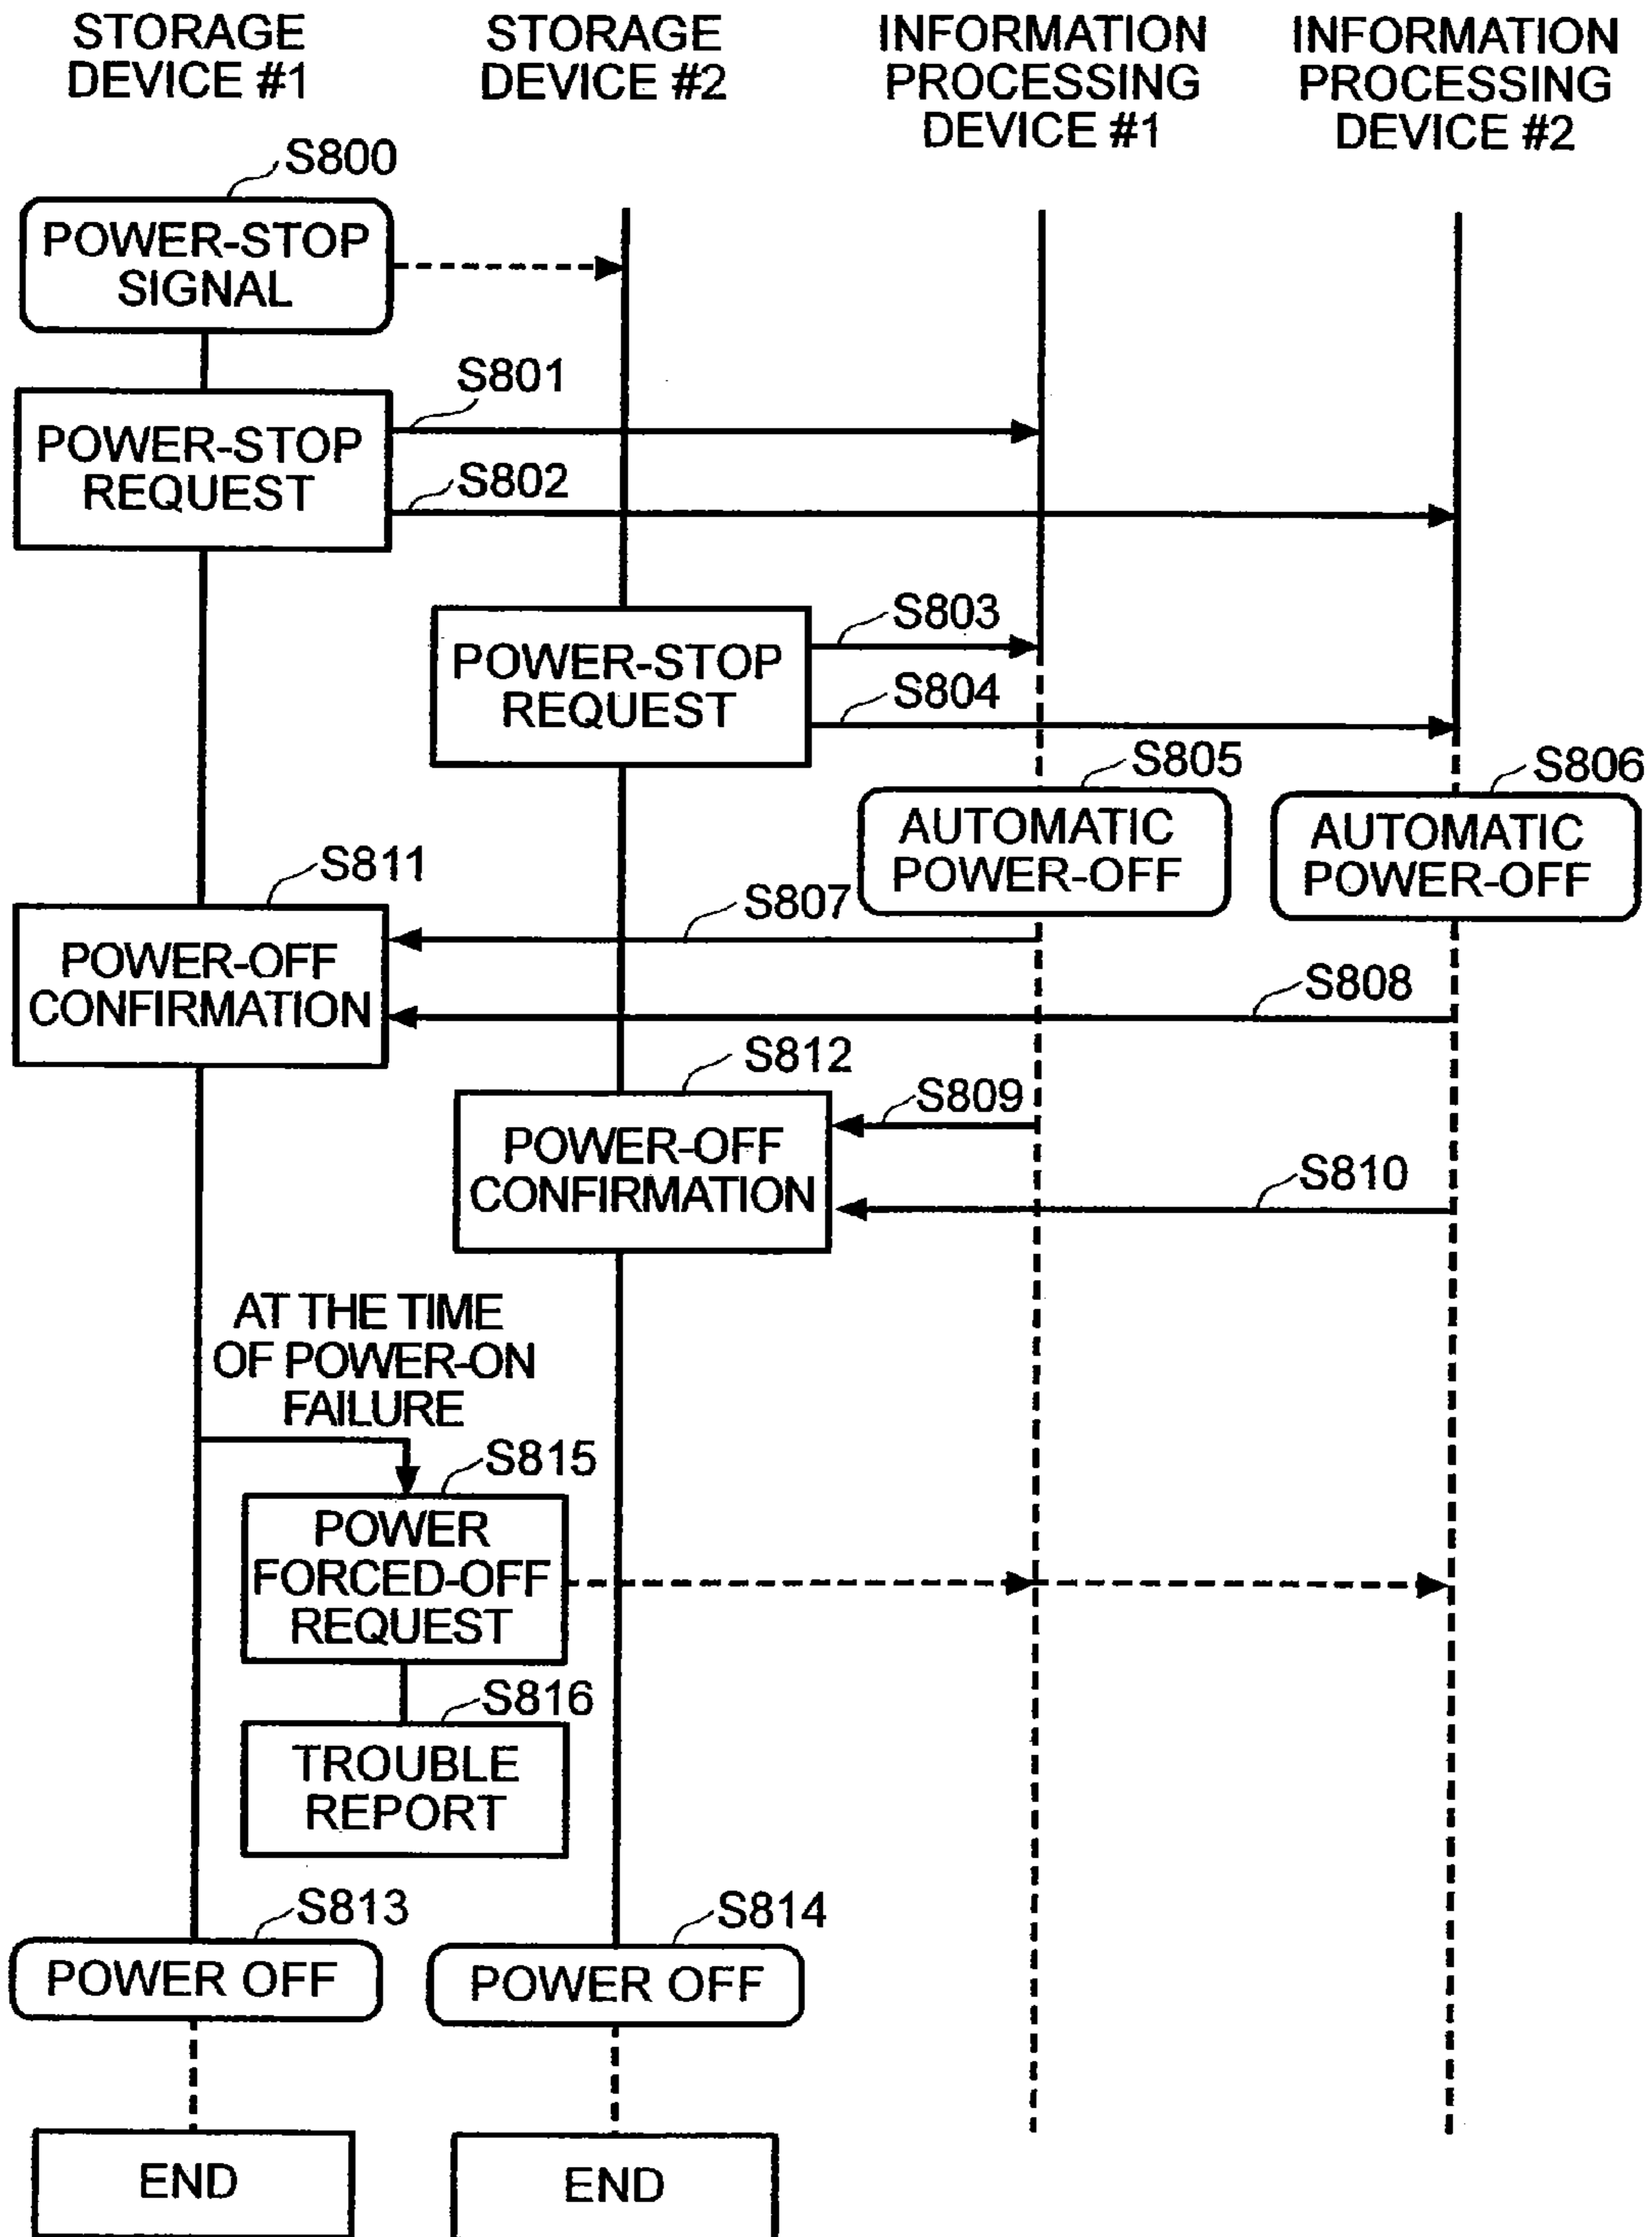 STORAGE
DEVICE #1
STORAGE
DEVICE #2
INFORMATION
PROCESSING
DEVICE #1
INFORMATION
PROCESSING
DEVICE #2
S800
POWER-STOP
SIGNAL
S801
POWER-STOP
REQUEST
S802
S803
POWER-STOP
REQUEST
S804
S805
AUTOMATIC
POWER-OFF
S806
AUTOMATIC
POWER-OFF
S811
S807
POWER-OFF
CONFIRMATION
S808
S812
S809
POWER-OFF
CONFIRMATION
S810
AT THE TIME
OF POWER-ON
FAILURE
S815
POWER
FORCED-OFF
REQUEST
S816
TROUBLE
REPORT
S813
POWER OFF
S814
POWER OFF
END
END